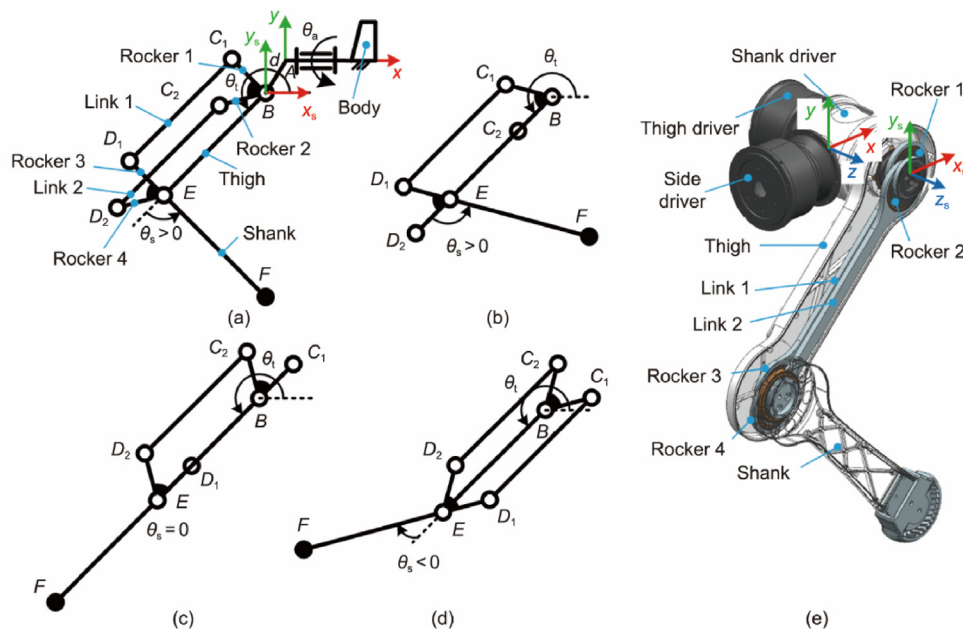 y
θa
x
Body
ys
d
A
B
xs
C1
Rocker 1
θt
C2
Link 1
D1
Rocker 3
Link 2
D2
Rocker 4
E
Rocker 2
Thigh
θs > 0
Shank
F
(a)
C1
θt
B
C2
D1
E
D2
θs > 0
F
(b)
C2
θt
C1
B
D2
D1
E
θs = 0
F
(c)
C2
θt
C1
B
D2
D1
E
F
θs < 0
(d)
Shank driver
Rocker 1
Thigh driver
y
ys
x
x
Side
driver
z
zs
Thigh
Rocker 2
Link 1
Link 2
Rocker 3
Rocker 4
Shank
(e)